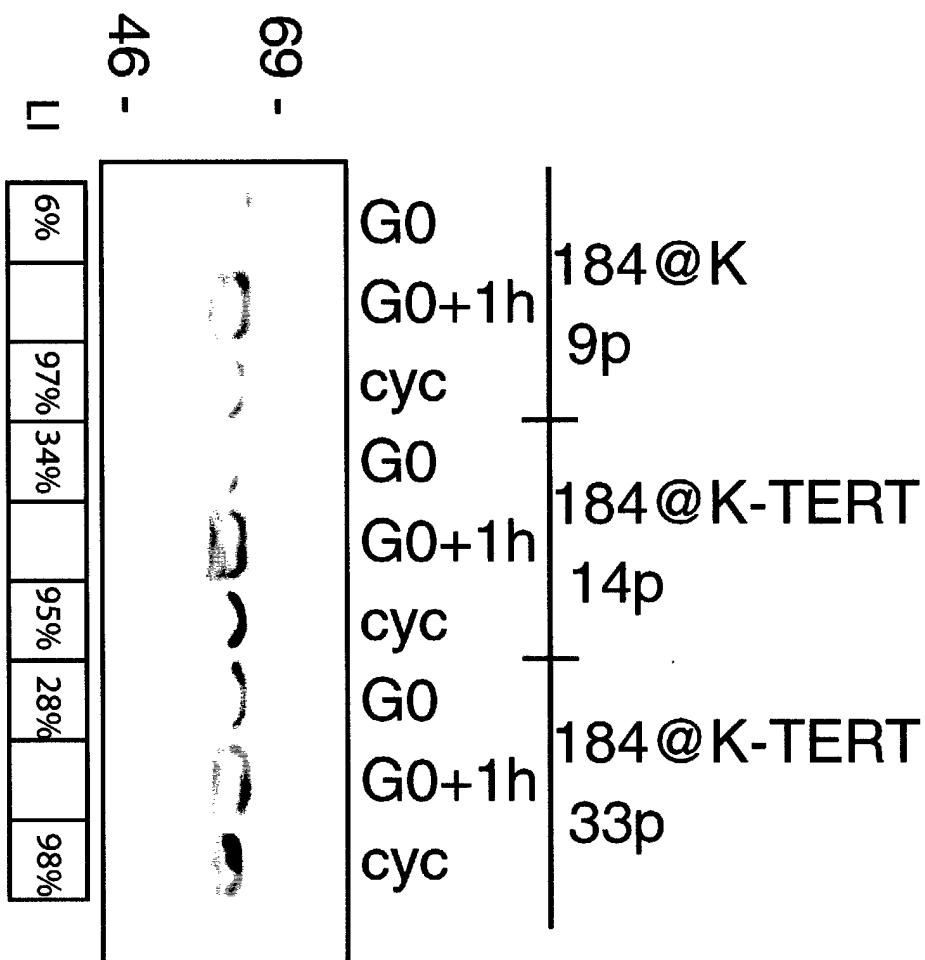 69 -
46 -
LI
184@K
9p
184@K-TERT
14p
184@K-TERT
33p
G0
G0+1h
cyc
G0
G0+1h
cyc
G0
G0+1h
cyc
6%
97%
34%
95%
28%
98%